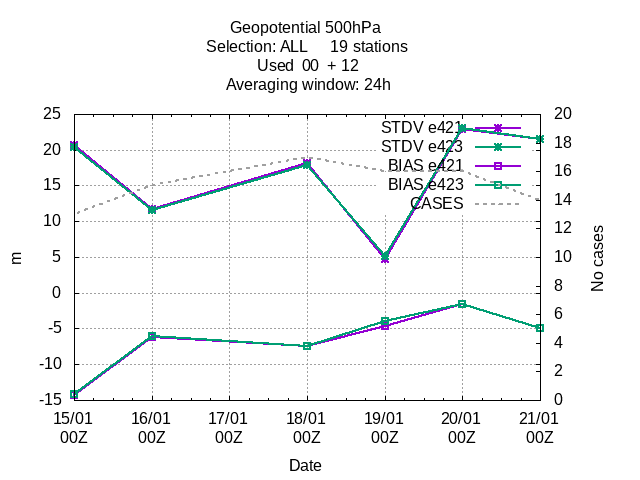 Geopotential 500hPa
Selection: ALL 19 stations
Used 00 + 12
Averaging window: 24h
25
20
15
10
5
0
-5
-10
-15
m
20
18
16
14
12
10
8
6
4
2
0
No cases
STDV e421
STDV e423
BIAS e421
BIAS e423
CASES
15/01 16/01 17/01 18/01 19/01 20/01 21/01
00Z 00Z 00Z 00Z 00Z 00Z 00Z
Date